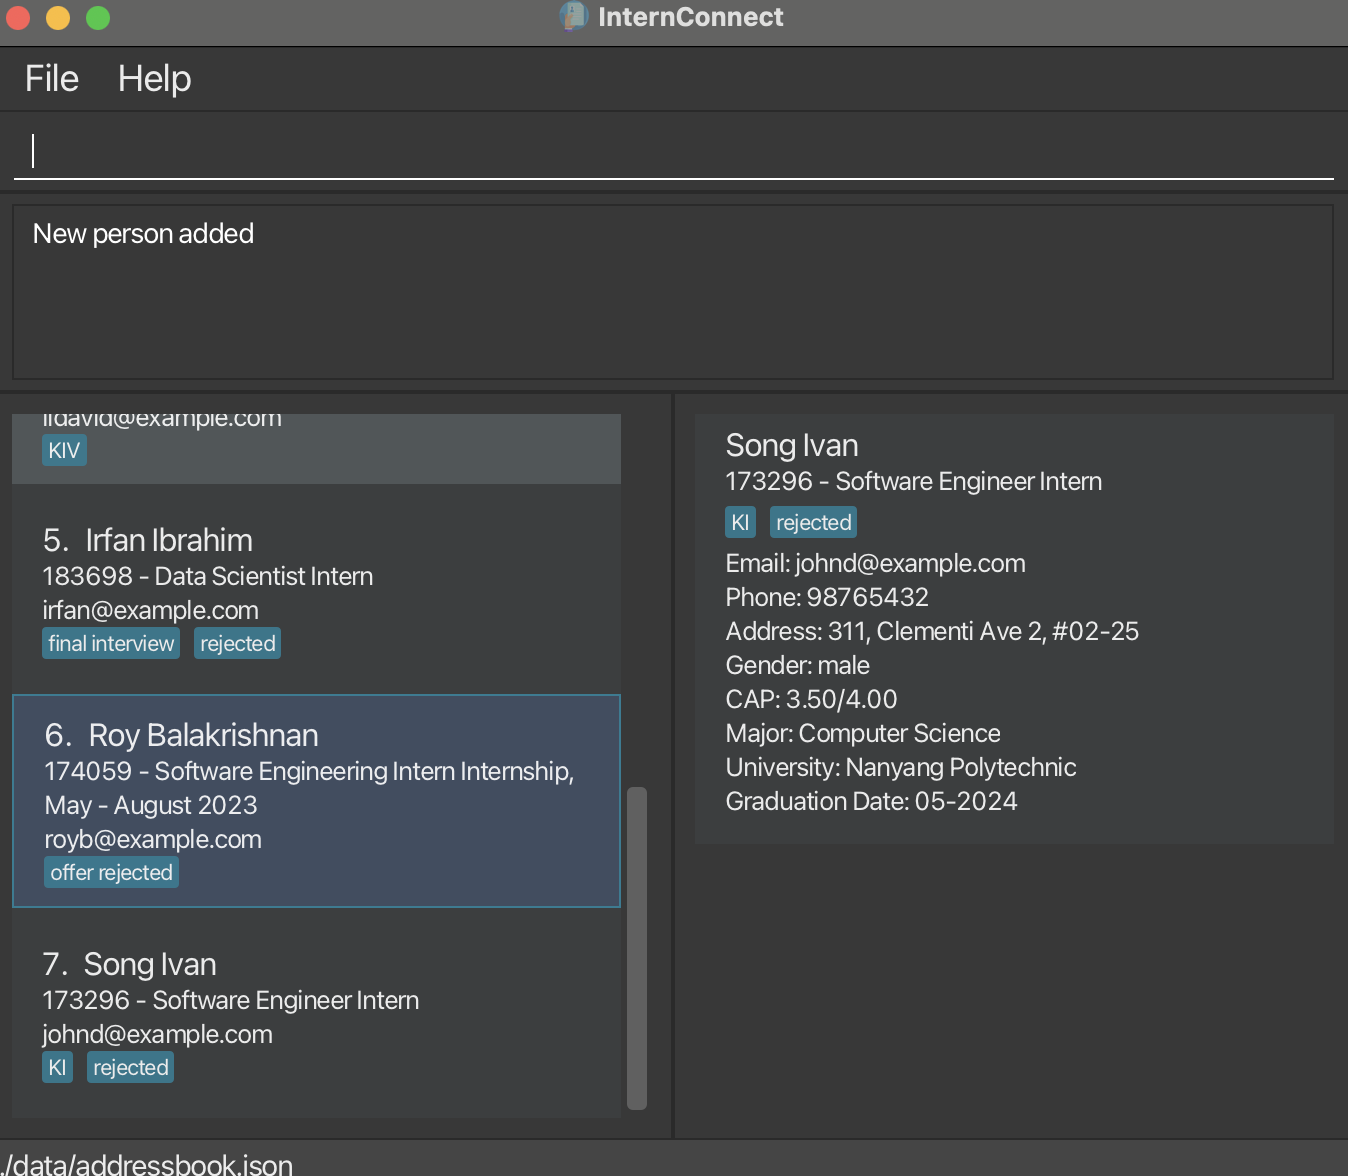 InternConnect
File Help
New person added
lidavid@example.com
KIV
5. Irfan Ibrahim
183698 - Data Scientist Intern
irfan@example.com
final interview rejected
6. Roy Balakrishnan
174059 - Software Engineering Intern Internship,
May - August 2023
royb@example.com
offer rejected
7. Song Ivan
173296 - Software Engineer Intern
johnd@example.com
KI rejected
Song Ivan
173296 - Software Engineer Intern
KI rejected
Email: johnd@example.com
Phone: 98765432
Address: 311, Clementi Ave 2, #02-25
Gender: male
CAP: 3.50/4.00
Major: Computer Science
University: Nanyang Polytechnic
Graduation Date: 05-2024
./data/addressbook.json